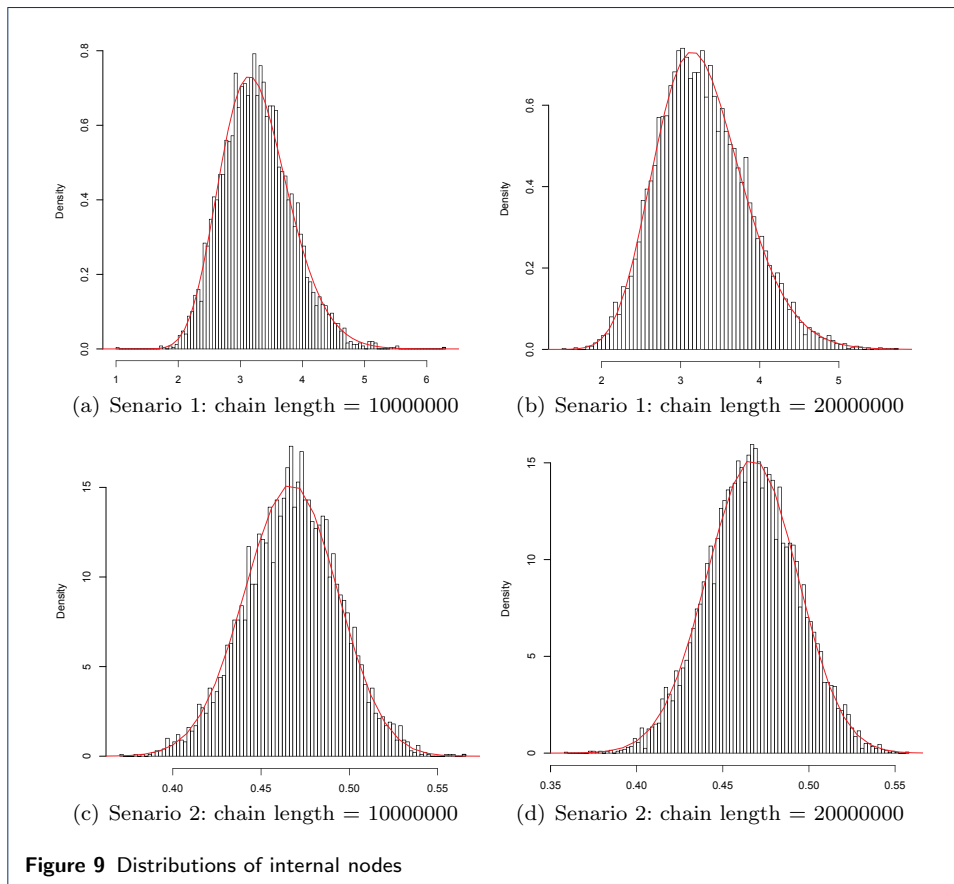 Density
0.0 0.2 0.4 0.6 0.8
1 2 3 4 5 6
(a) Senario 1: chain length = 10000000
Density
0.0 0.2 0.4 0.6
2 3 4 5
(b) Senario 1: chain length = 20000000
Density
0 5 10 15
0.40 0.45 0.50 0.55
(c) Senario 2: chain length = 10000000
Density
0 5 10 15
0.35 0.40 0.45 0.50 0.55
(d) Senario 2: chain length = 20000000
Figure 9 Distributions of internal nodes